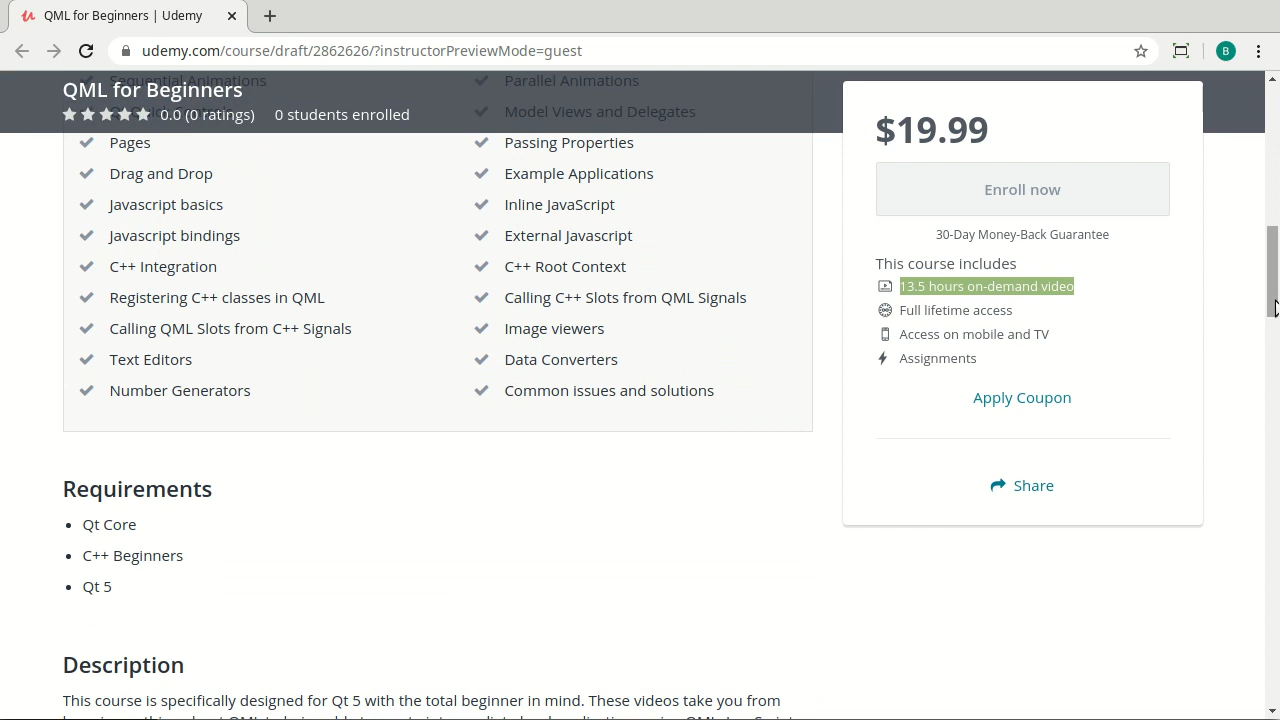 QML for Beginners | Udemy
udemy.com/course/draft/2862626/?instructorPreviewMode=guest
B
QML for Beginners
0.0 (0 ratings) 0 students enrolled
Sequential Animations
Parallel Animations
Model Views and Delegates
Pages
Passing Properties
Drag and Drop
Example Applications
Javascript basics
Inline JavaScript
Javascript bindings
External Javascript
C++ Integration
C++ Root Context
Registering C++ classes in QML
Calling C++ Slots from QML Signals
Calling QML Slots from C++ Signals
Image viewers
Text Editors
Data Converters
Number Generators
Common issues and solutions
$19.99
Enroll now
30-Day Money-Back Guarantee
This course includes
13.5 hours on-demand video
Full lifetime access
Access on mobile and TV
Assignments
Apply Coupon
Share
Requirements
Qt Core
C++ Beginners
Qt 5
Description
This course is specifically designed for Qt 5 with the total beginner in mind. These videos take you from